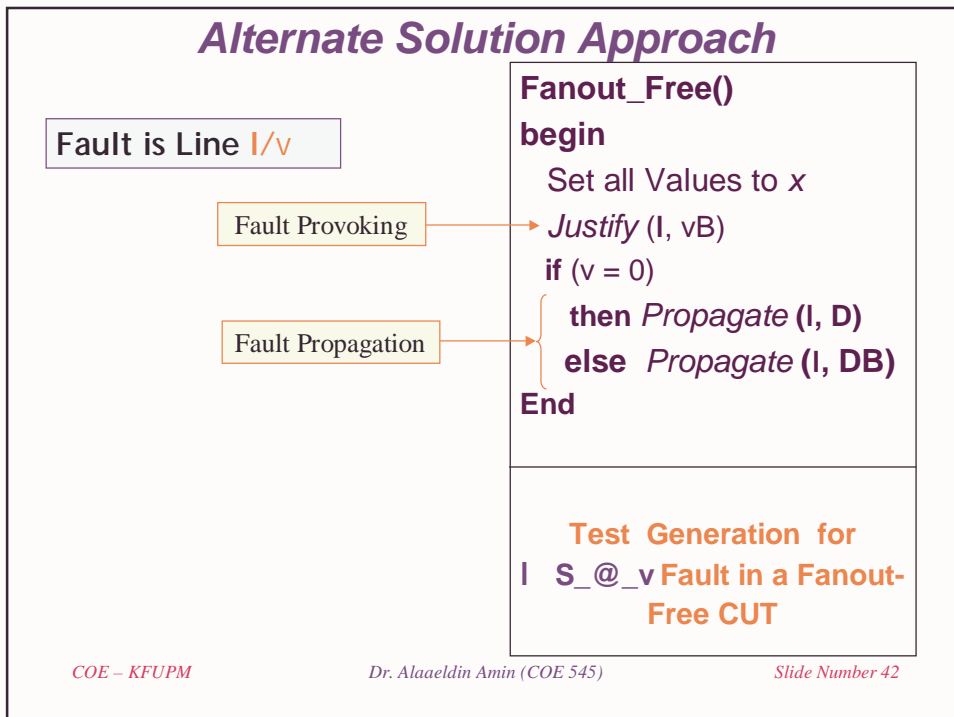 Alternate Solution Approach
Fault is Line l/v
Fault Provoking
Fault Propagation
Fanout_Free()
begin
Set all Values to x
Justify (l, vB)
if (v = 0)
then Propagate (l, D)
else Propagate (l, DB)
End
Test Generation for
l S_@_v Fault in a Fanout-
Free CUT
COE – KFUPM
Dr. Alaaeldin Amin (COE 545)
Slide Number 42